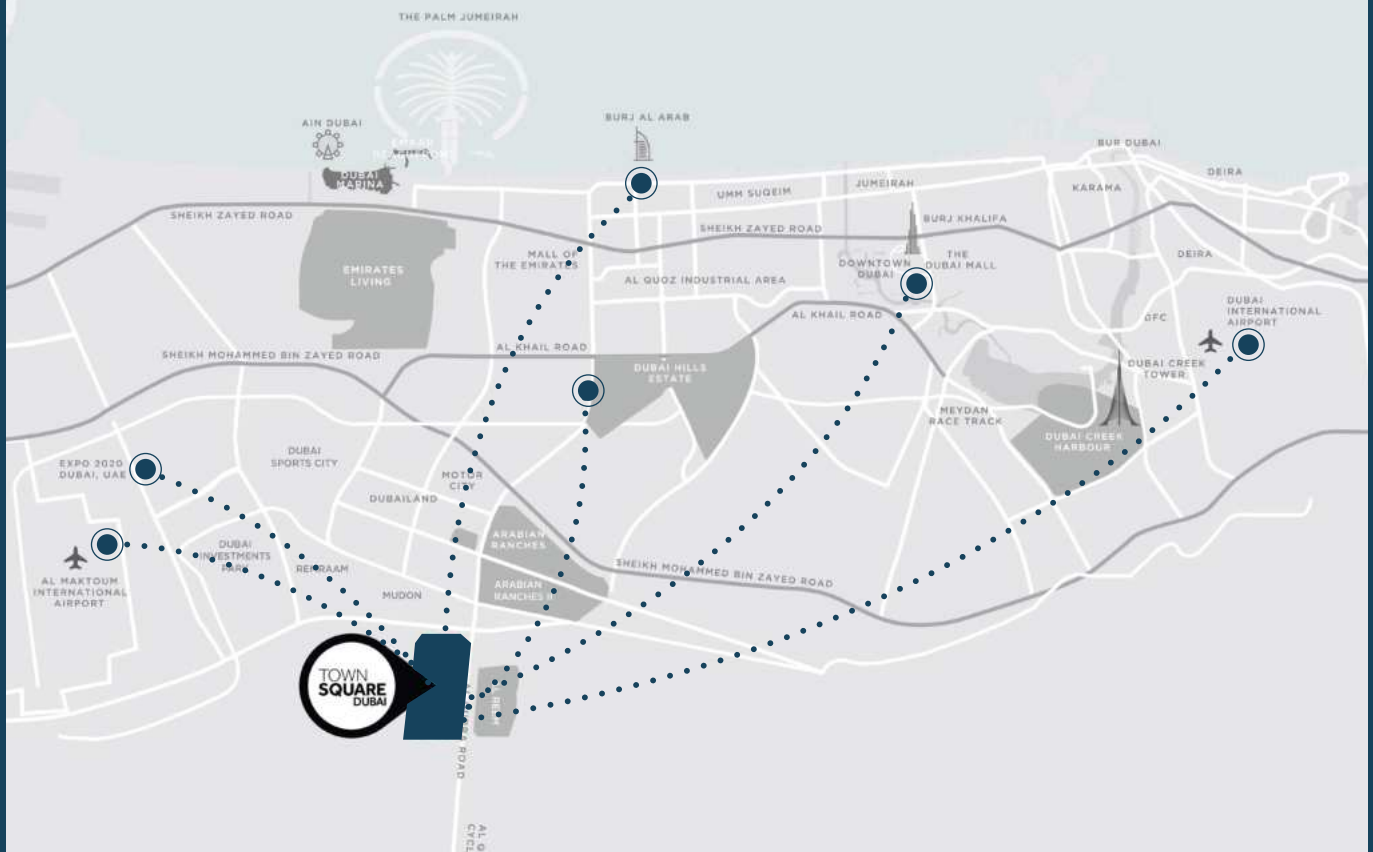 THE PALM JUMEIRAH
AIN DUBAI
BURJ AL ARAB
DUBAI
MARINA
BUR DUBAI
DEIRA
KARAMA
JUMEIRAH
UMM SUQEIM
SHEIKH ZAYED ROAD
SHEIKH ZAYED ROAD
BURJ KHALIFA
MALL OF
THE EMIRATES
DOWNTOWN
DUBAI
THE
DUBAI MALL
DEIRA
EMIRATES
LIVING
AL QUOZ INDUSTRIAL AREA
DUBAI
INTERNATIONAL
AIRPORT
AL KHAIL ROAD
AL KHAIL ROAD
SHEIKH MOHAMMED BIN ZAYED ROAD
DUBAI HILLS
ESTATE
DUBAI CREEK
TOWER
MEYDAN
RACE TRACK
DUBAI CREEK
HARBOUR
EXPO 2020
DUBAI, UAE
DUBAI
SPORTS CITY
MOTOR
CITY
DUBAILAND
ARABIAN
RANCHES
DUBAI
INVESTMENTS
PARK
REMRAAM
SHEIKH MOHAMMED BIN ZAYED ROAD
AL MAKTOUM
INTERNATIONAL
AIRPORT
MUDON
ARABIAN
RANCHES II
TOWN
SQUARE
DUBAI
ROAD